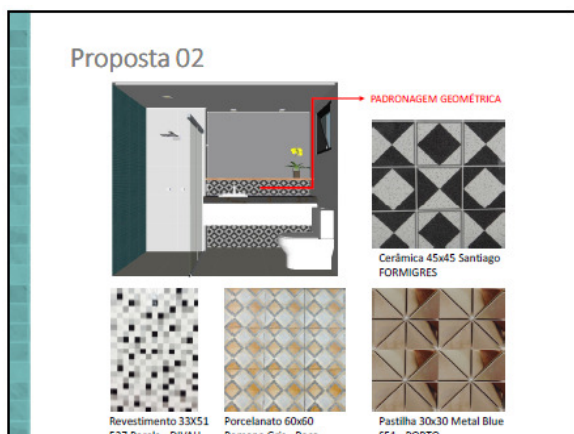 Proposta 02
PADRONAGEM GEOMÉTRICA
Cerâmica 45x45 Santiago
FORMIGRES
Revestimento 33X51
Porcelanato 60x60
Pastilha 30x30 Metal Blue